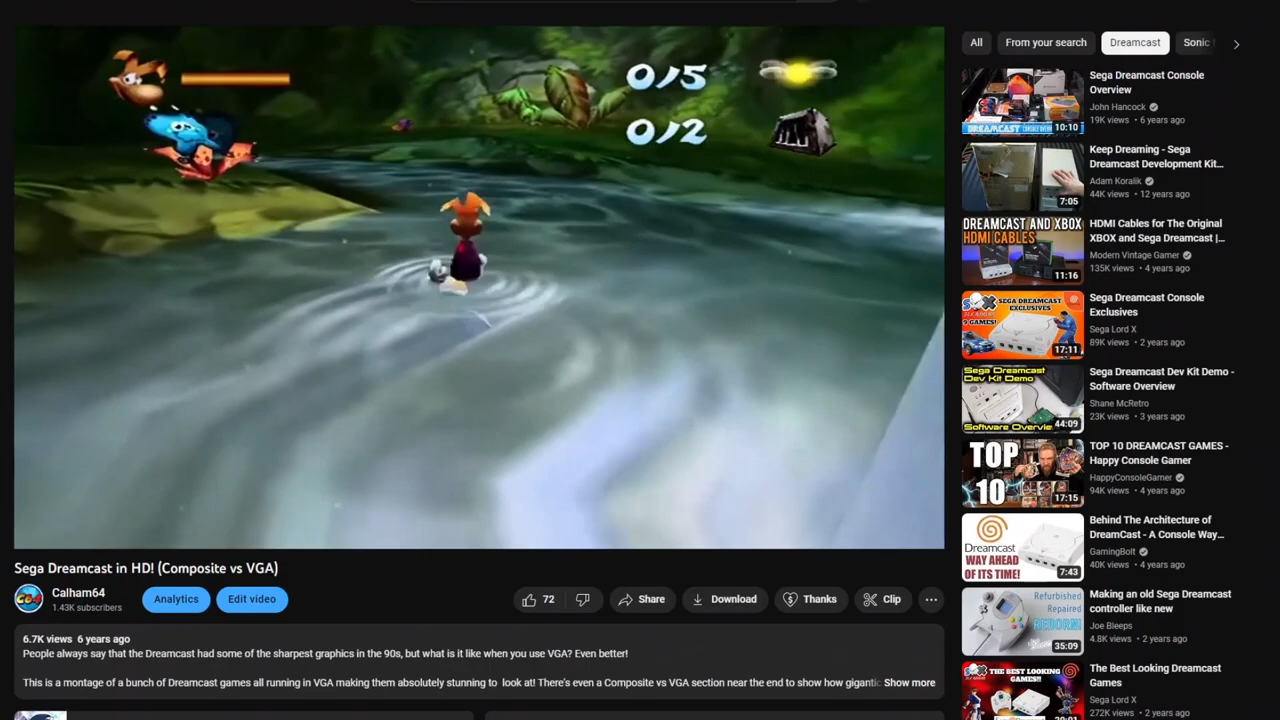 All
From your search
Dreamcast
Sonic
0/5
0/2
Sega Dreamcast in HD! (Composite vs VGA)
Calham64
1.43K subscribers
Analytics
Edit video
72
Share
Download
Thanks
Clip
6.7K views 6 years ago
People always say that the Dreamcast had some of the sharpest graphics of the 90s, but what is it like when you use VGA? Even better!
This is a montage of a bunch of Dreamcast games all running in VGA, making them absolutely stunning to look at! There's even a Composite vs VGA section near the end to show how giganti
Show more
10:10
Sega Dreamcast Console
Overview
John Hancock
19K views • 6 years ago
7:05
Keep Dreaming - Sega
Dreamcast Development Kit...
Adam Koralik
44K views • 12 years ago
DREAMCAST AND XBOX
HDMI CABLES
11:16
HDMI Cables for The Original
XBOX and Sega Dreamcast |...
Modern Vintage Gamer
135K views • 4 years ago
SEGA DREAMCAST
EXCLUSIVES
9 GAMES!
17:11
Sega Dreamcast Console
Exclusives
Sega Lord X
89K views • 2 years ago
Sega Dreamcast
Dev Kit Demo
Software Overvie
44:09
Sega Dreamcast Dev Kit Demo -
Software Overview
Shane McRetro
23K views • 3 years ago
TOP
10
17:15
TOP 10 DREAMCAST GAMES -
Happy Console Gamer
HappyConsoleGamer
94K views • 4 years ago
Dreamcast
WAY AHEAD
OF ITS TIME!
7:43
Behind The Architecture of
DreamCast - A Console Way...
GamingBolt
40K views • 4 years ago
Refurbished
Repaired
REBORN!
35:09
Making an old Sega Dreamcast
controller like new
Joe Bleeps
4.8K views • 2 years ago
THE BEST LOOKING
GAMES!!
The Best Looking Dreamcast
Games
Sega Lord X
272K views • 2 years ago